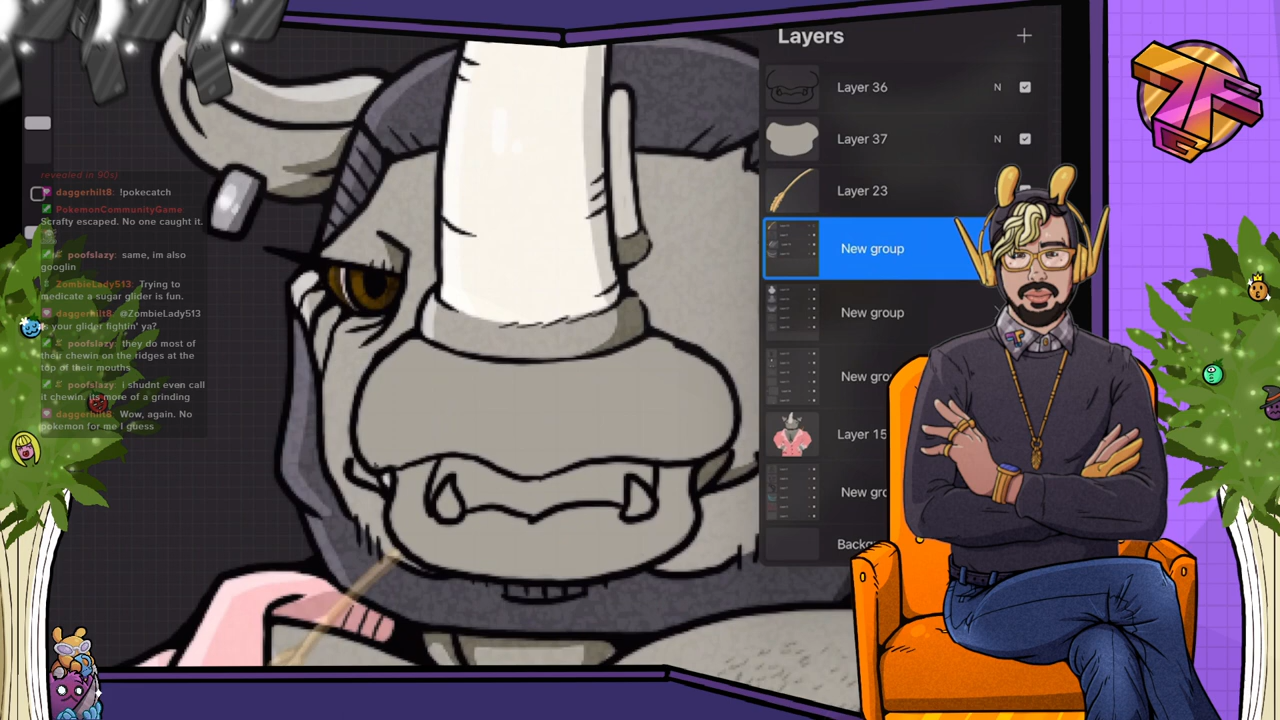 Layers
Layer 36
N
Layer 37
N
Layer 23
New group
New group
New gro
Layer 15
New gro
Backg
revealed in 90s)
daggerhilt8: !pokecatch
PokemonCommunityGame
Scrafty escaped. No one caught it.
poofslazy: same, im also
googlin
ZombieLady513: Trying to
medicate a sugar glider is fun.
daggerhilt8: @ZombieLady513
is your glider fightin' ya?
poofslazy: they do most of
their chewin on the ridges at the
top of their mouths
poofslazy: i shudnt even call
it chewin, its more of a grinding
daggerhilt8: Wow, again. No
pokemon for me I guess